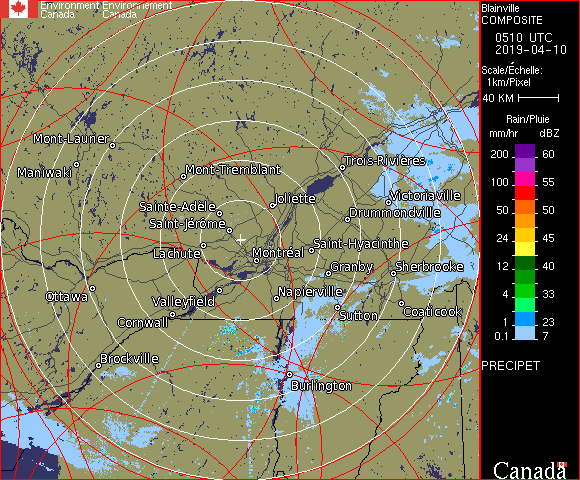 Environment Environnement
Canada Canada
Blainville
COMPOSITE
0510 UTC
2019-04-10
Scale/Échelle:
1km/Pixel
40 KM
Rain/Pluie
mm/hr dBZ
200 60
100 55
50 50
24 45
12 40
4 33
1 23
0.1 7
PRECIPET
Mont-Laurier
Maniwaki
Mont-Tremblant
Trois-Rivières
Joliette
Victoriaville
Sainte-Adèle
Drummondville
Saint-Jérôme
Saint-Hyacinthe
Lachute
Montréal
Granby
Sherbrooke
Ottawa
Valleyfield
Napierville
Coaticook
Cornwall
Sutton
Brockville
Burlington
Canada